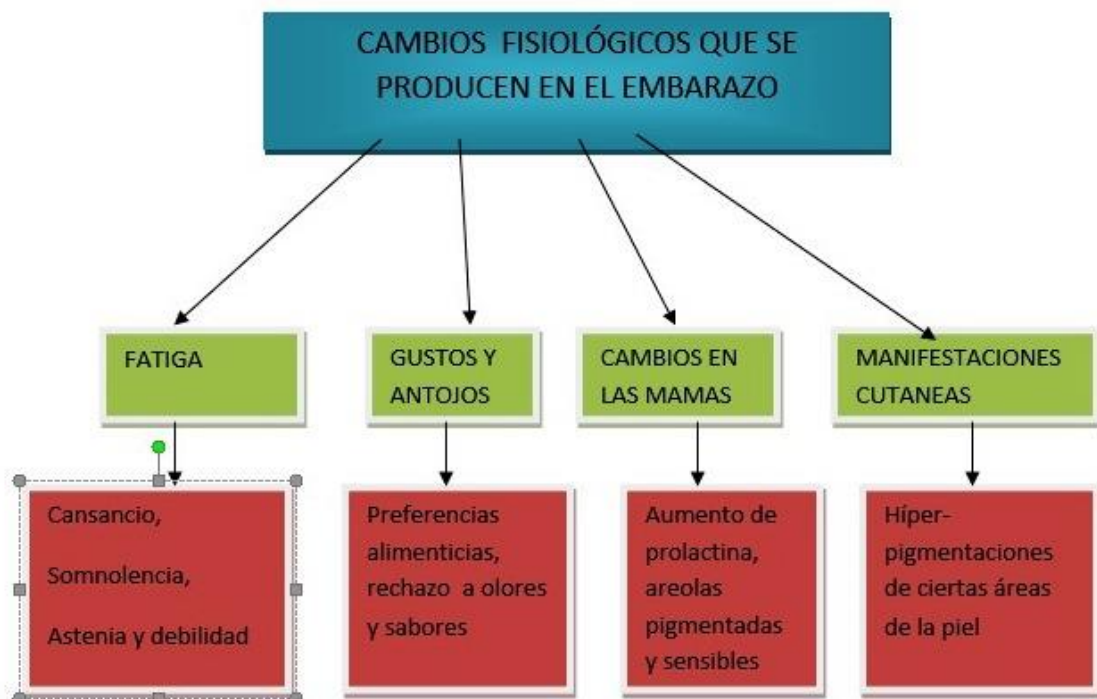 CAMBIOS FISIOLÓGICOS QUE SE
PRODUCEN EN EL EMBARAZO
FATIGA
GUSTOS Y
ANTOJOS
CAMBIOS EN
LAS MAMAS
MANIFESTACIONES
CUTANEAS
Cansancio,
Somnolencia,
Astenia y debilidad
Preferencias
alimenticias,
rechazo a olores
y sabores
Aumento de
prolactina,
areolas
pigmentadas
y sensibles
Híper-
pigmentaciones
de ciertas áreas
de la piel